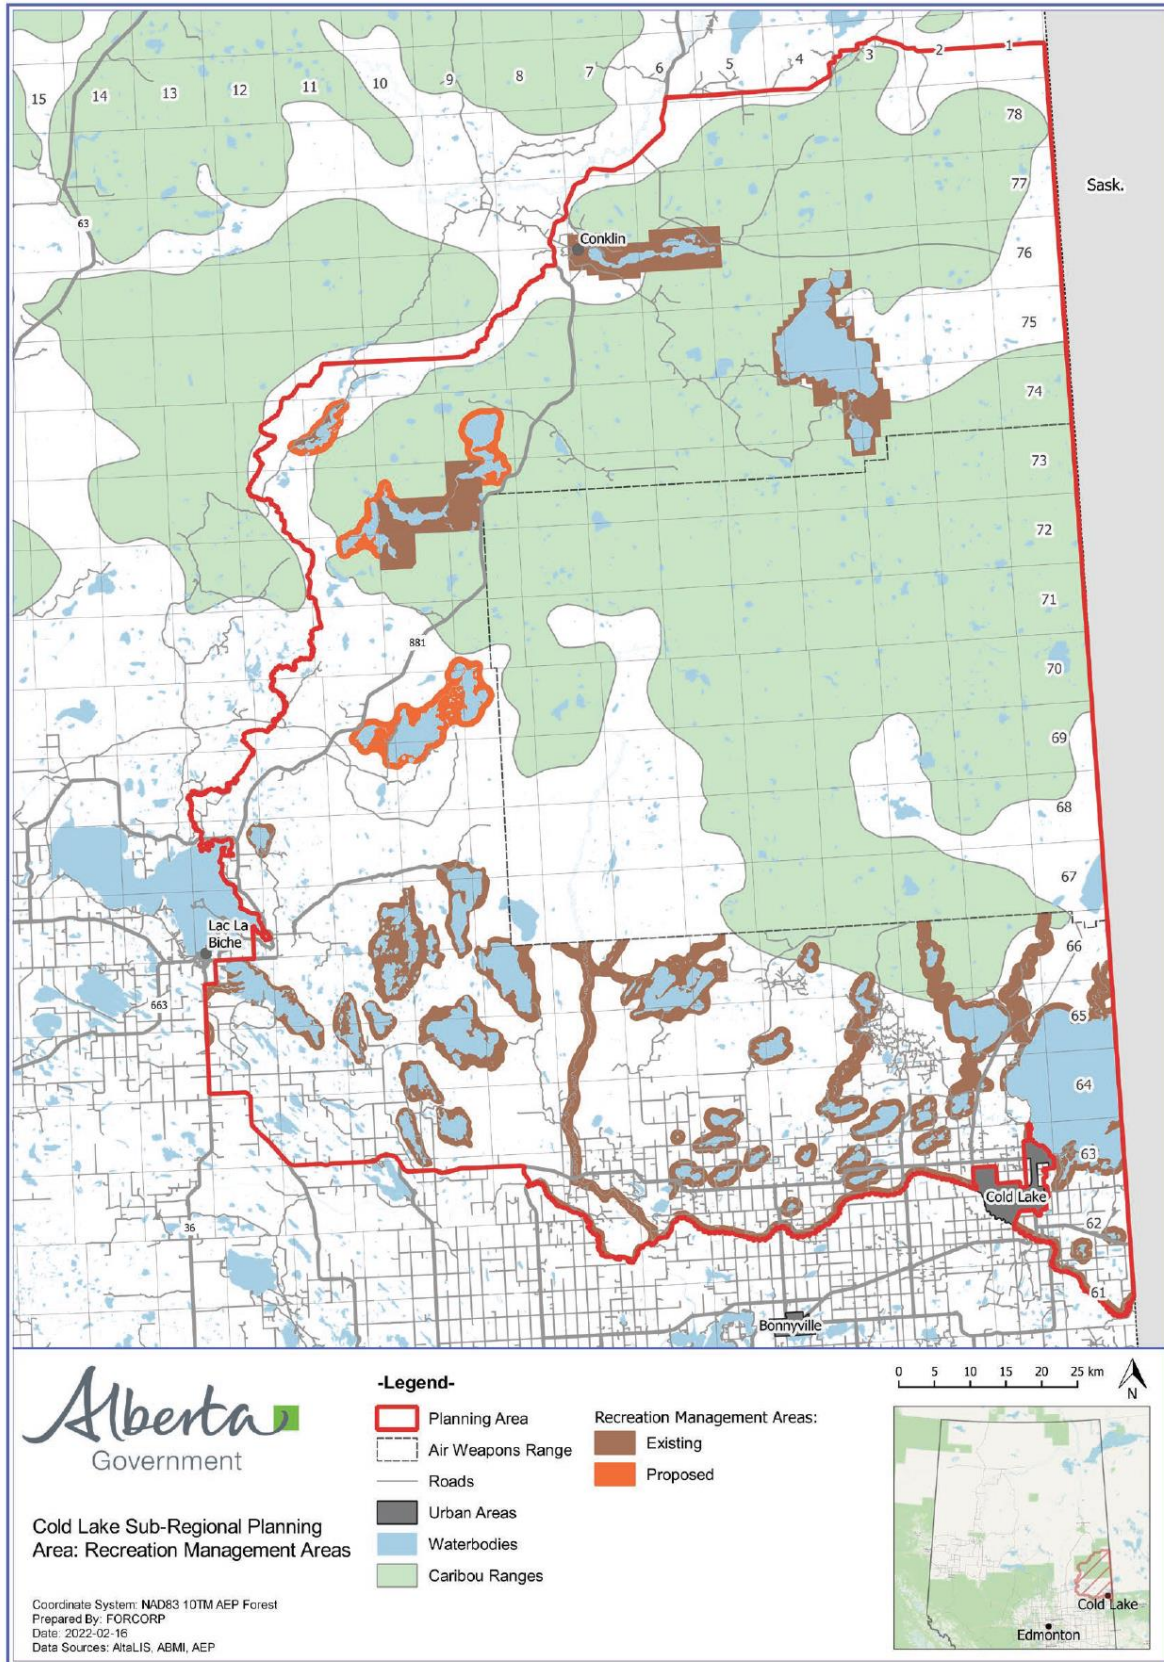 1
2
3
4
5
6
7
8
9
10
11
12
13
14
15
78
77
Sask.
63
Conklin
76
75
74
73
72
71
881
70
69
68
67
66
Lac La
Biche
663
65
64
63
Cold Lake
62
36
61
Bonnyville
Alberta
Government
Cold Lake Sub-Regional Planning
Area: Recreation Management Areas
Coordinate System: NAD83 10TM AEP Forest
Prepared By: FORCORP
Date: 2022-02-16
Data Sources: AltaLIS, ABMI, AEP
-Legend-
Planning Area
Air Weapons Range
Roads
Urban Areas
Waterbodies
Caribou Ranges
Recreation Management Areas:
Existing
Proposed
0 5 10 15 20 25 km
N
Cold Lake
Edmonton